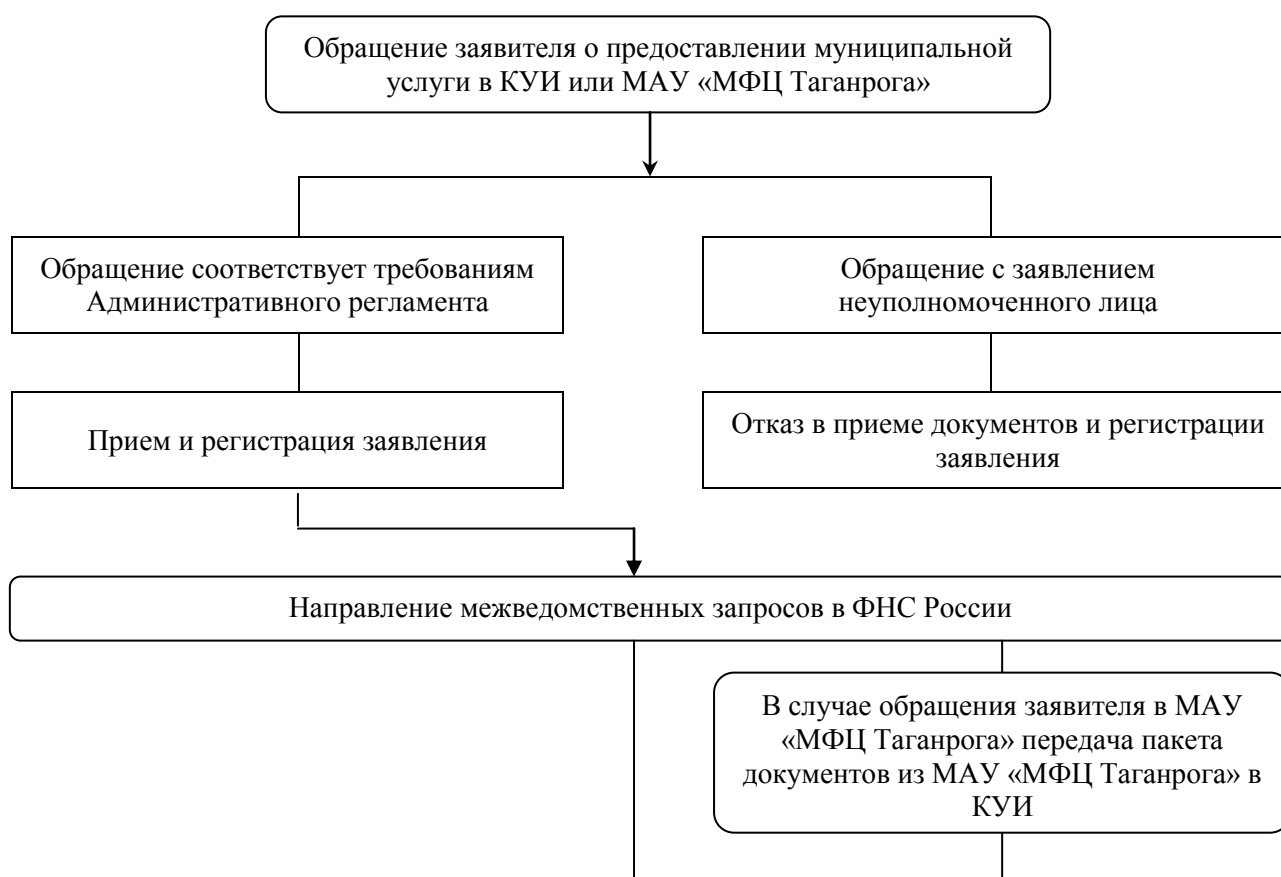 Обращение заявителя о предоставлении муниципальной
услуги в КУИ или МАУ «МФЦ Таганрога»
Обращение соответствует требованиям
Административного регламента
Обращение с заявлением
неуполномоченного лица
Прием и регистрация заявления
Отказ в приеме документов и регистрации
заявления
Направление межведомственных запросов в ФНС России
В случае обращения заявителя в МАУ
«МФЦ Таганрога» передача пакета
документов из МАУ «МФЦ Таганрога» в
КУИ